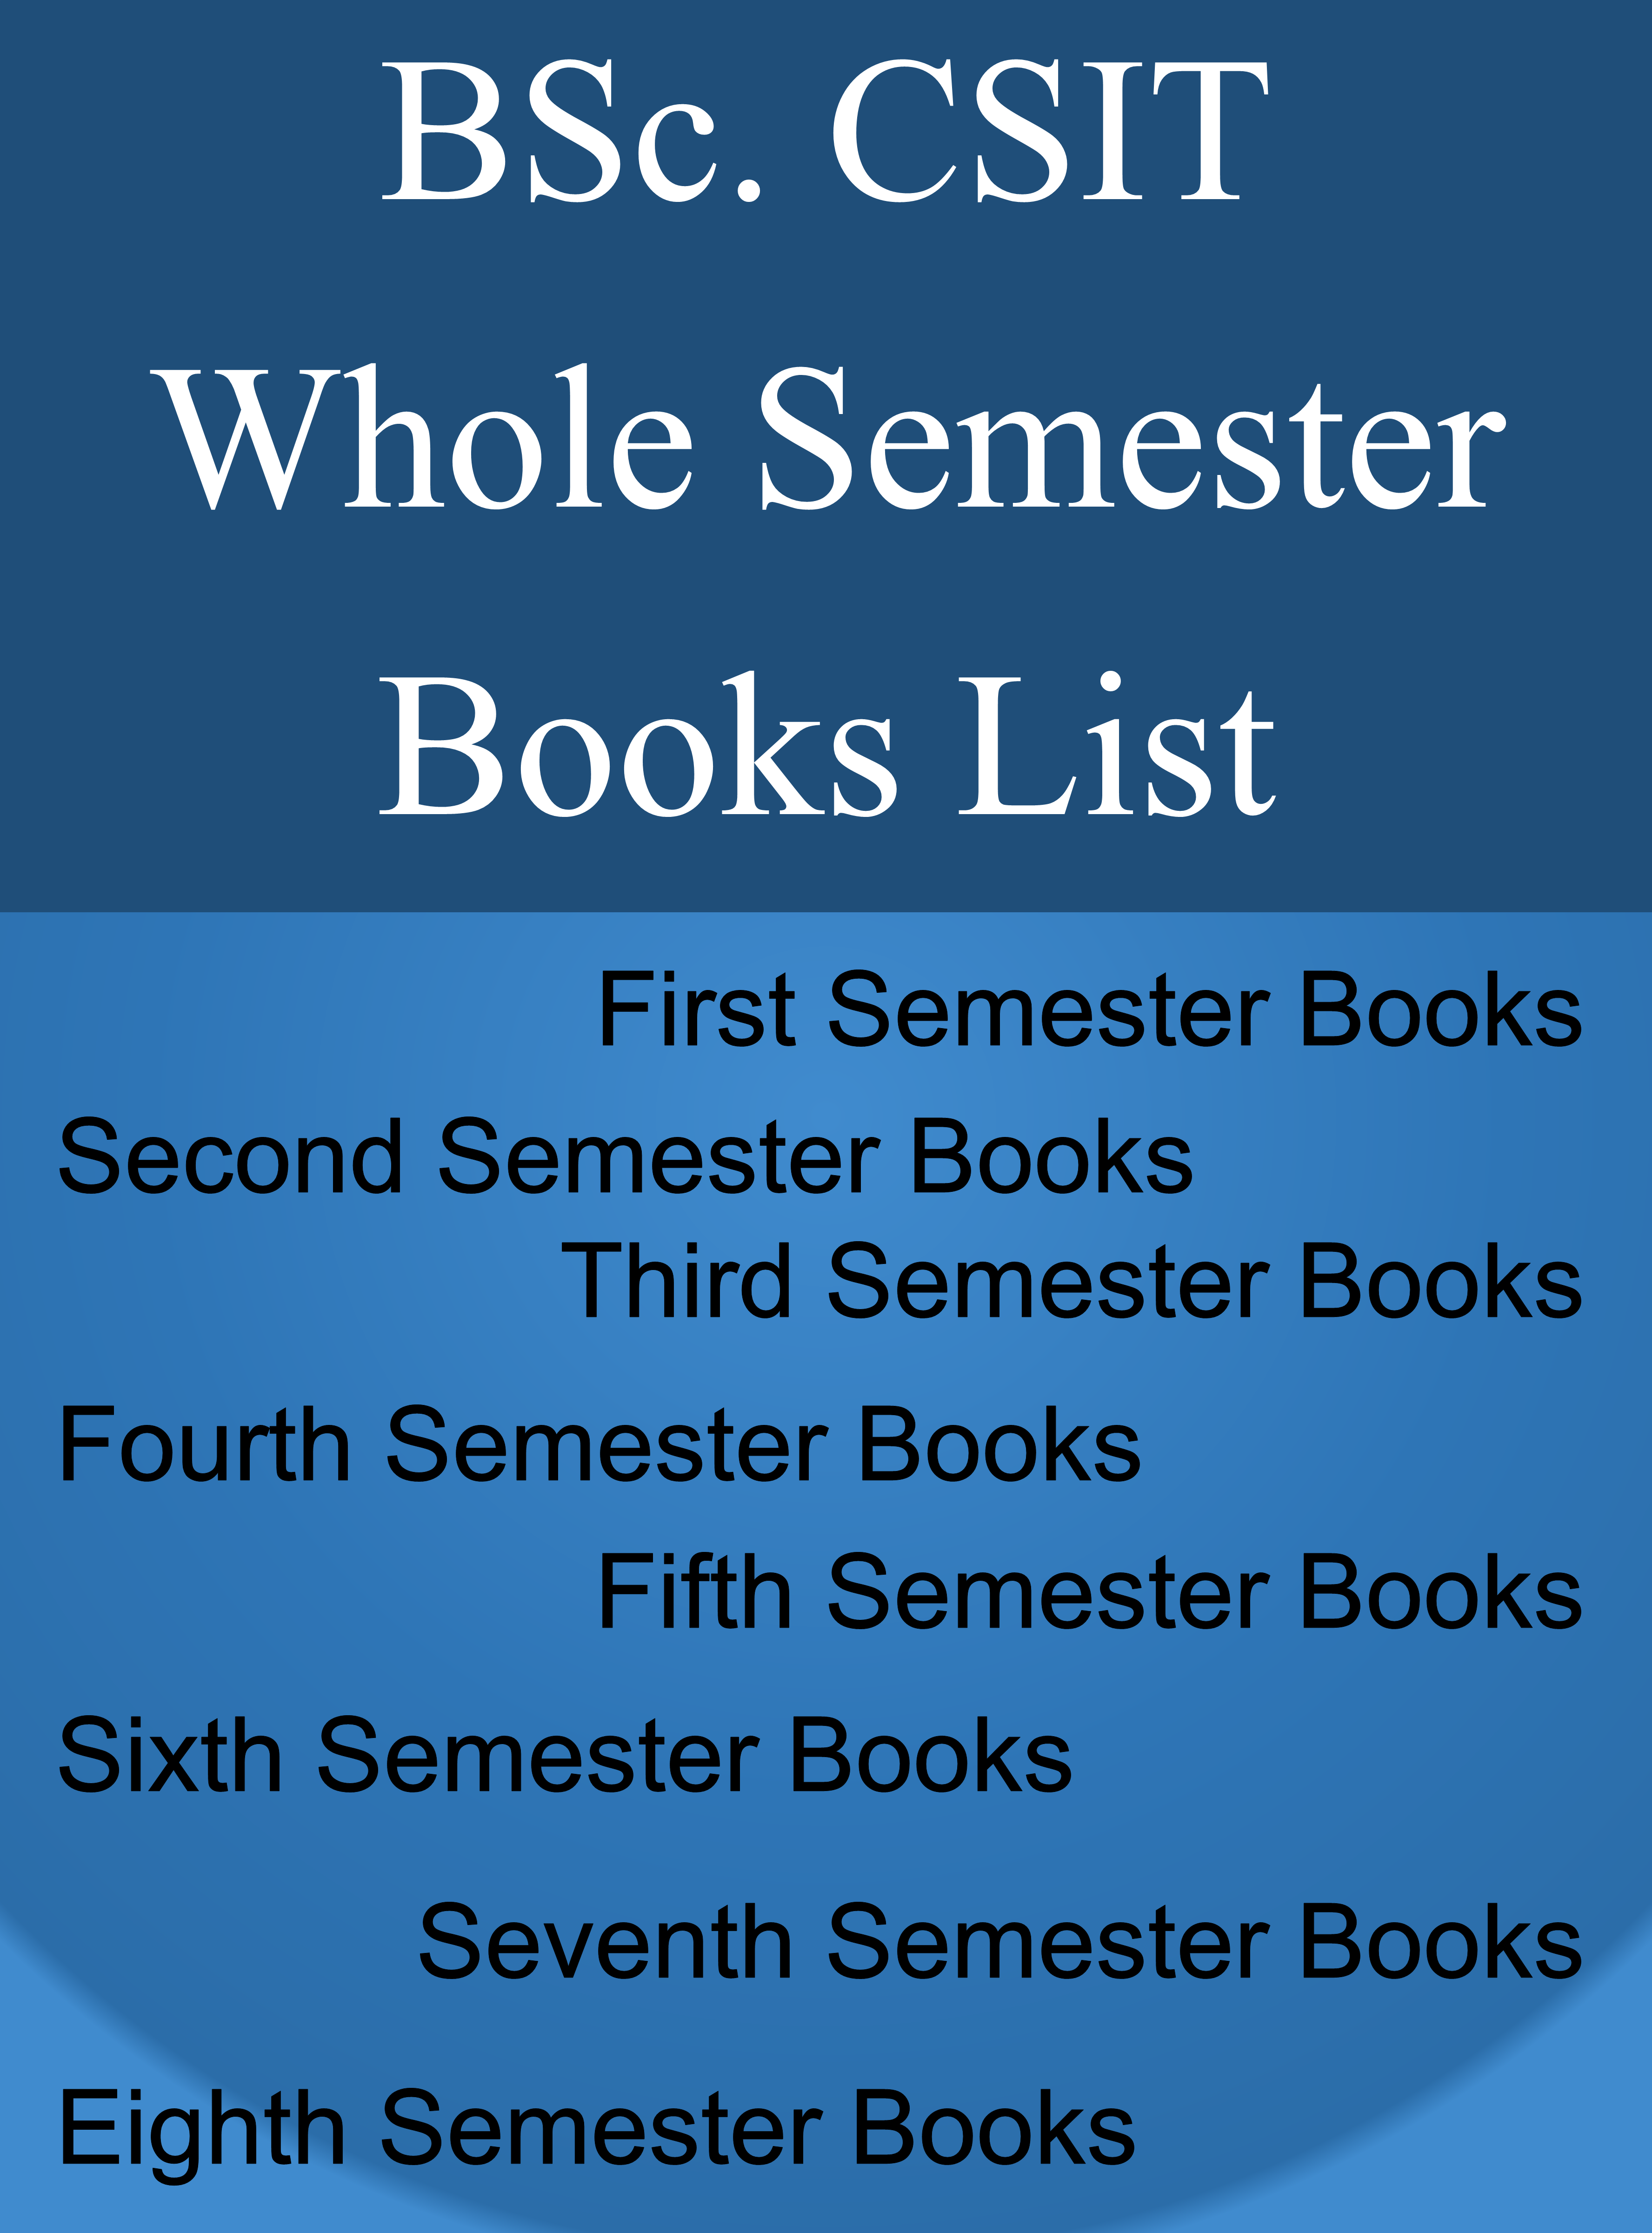 BSc. CSIT
Whole Semester
Books List
First Semester Books
Second Semester Books
Third Semester Books
Fourth Semester Books
Fifth Semester Books
Sixth Semester Books
Seventh Semester Books
Eighth Semester Books